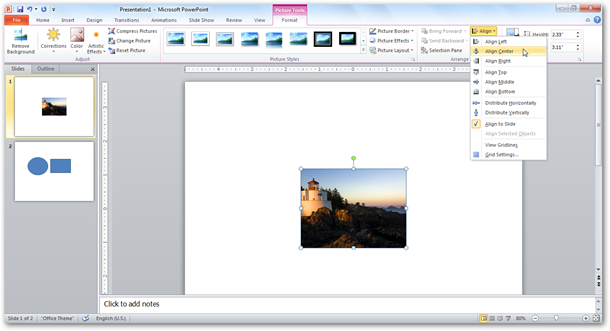 Presentation1 - Microsoft PowerPoint
Picture Tools
File
Home
Insert
Design
Transitions
Animations
Slide Show
Review
View
Format
Remove Background
Corrections
Color
Artistic Effects
Compress Pictures
Change Picture
Reset Picture
Adjust
Picture Styles
Picture Border
Picture Effects
Picture Layout
Bring Forward
Send Backward
Selection Pane
Arrange
Align
Height: 2.33"
3.11"
Align Left
Align Center
Align Right
Align Top
Align Middle
Align Bottom
Distribute Horizontally
Distribute Vertically
Align to Slide
Align Selected Objects
View Gridlines
Grid Settings...
Slides
Outline
1
2
Click to add notes
Slide 1 of 2
"Office Theme"
English (U.S.)
80%